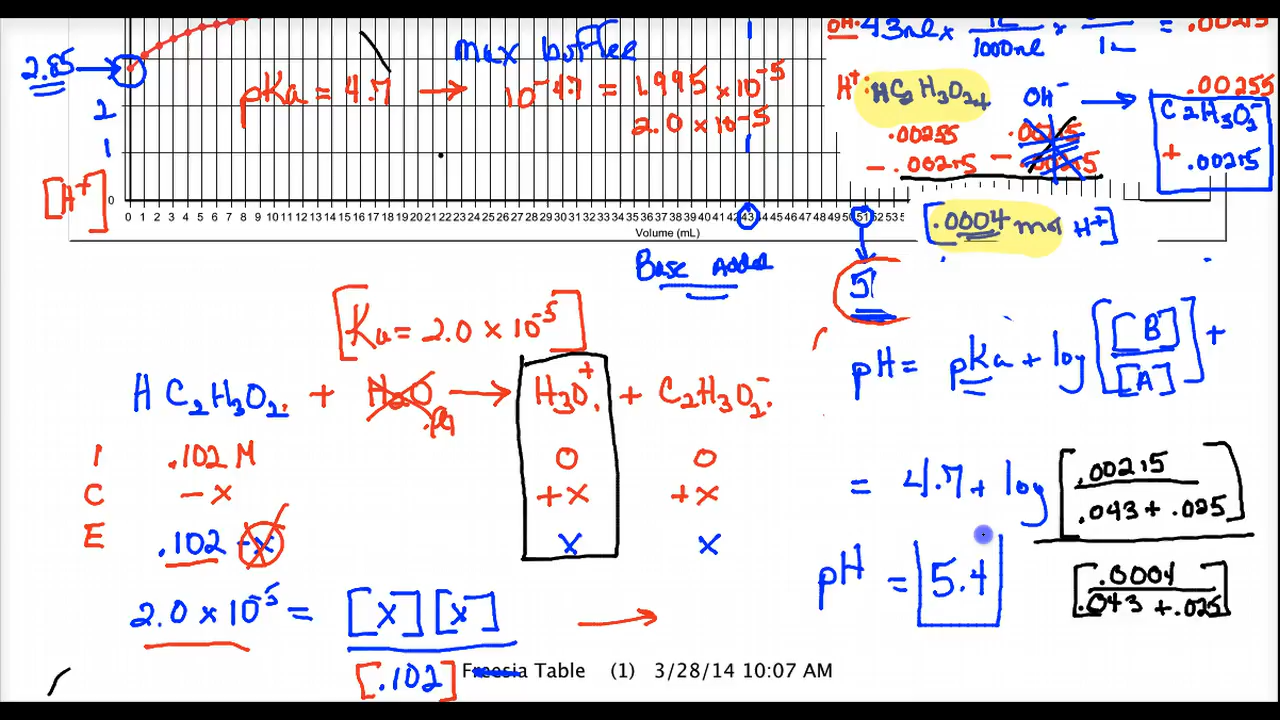 OH⁻ 43mL × 1L/1000mL × /1L = .00215
2.85 →
max buffer
pKa = 4.7 → 10^-4.7 = 1.995 × 10⁻⁵
2.0 × 10⁻⁵
2
1
[H⁺]
0
0 1 2 3 4 5 6 7 8 9 10 11 12 13 14 15 16 17 18 19 20 21 22 23 24 25 26 27 28 29 30 31 32 33 34 35 36 37 38 39 40 41 42 43 44 45 46 47 48 49 50 51 52 53
Volume (mL)
Base Added
51
H⁺: .00255
HC₂H₃O₂ + OH⁻ → C₂H₃O₂⁻
.00255 .00215 + .00215
- .00215 - .00215
[.0004 mol H⁺]
[Ka = 2.0 × 10⁻⁵]
HC₂H₃O₂ + H₂O → H₃O⁺ + C₂H₃O₂⁻
I .102 M 0 0
C - x + x + x
E .102 - x x x
2.0 × 10⁻⁵ = [x][x] / [.102] →
pH = pKa + log [[B]/[A]] +
= 4.7 + log [.00215 / .043 + .025] / [.0004 / .043 + .025]
pH = 5.4
Freesia Table (1) 3/28/14 10:07 AM